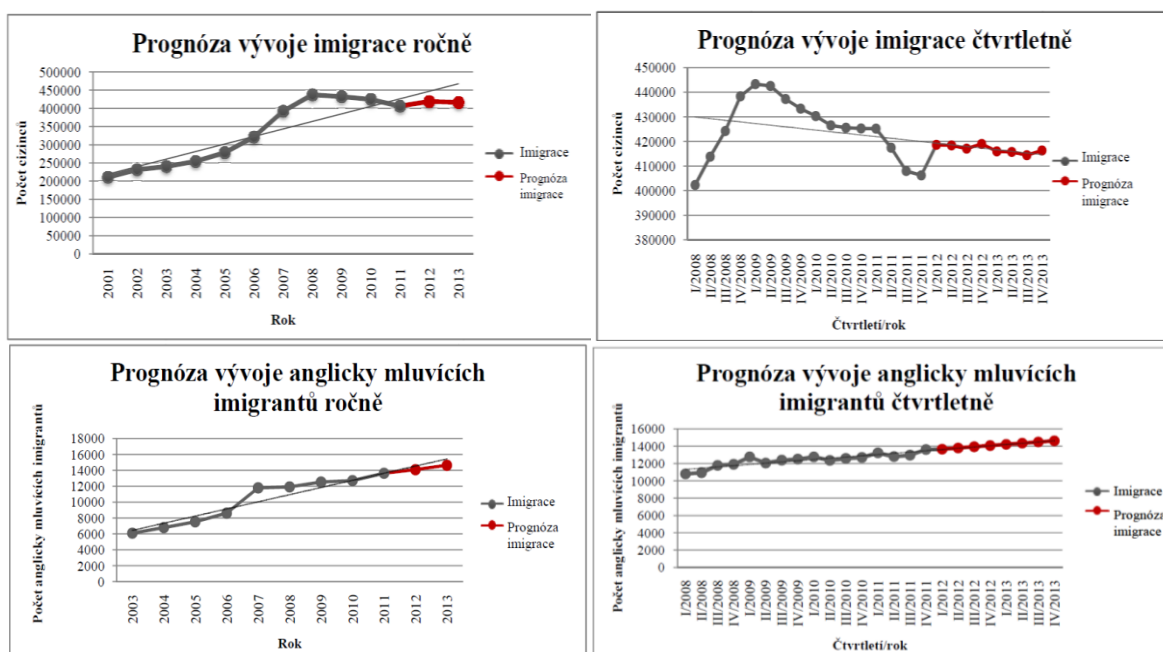 Prognóza vývoje imigrace ročně
Počet cizinců
500000
450000
400000
350000
300000
250000
200000
150000
100000
50000
0
2001
2002
2003
2004
2005
2006
2007
2008
2009
2010
2011
2012
2013
Rok
Imigrace
Prognóza
imigrace
Prognóza vývoje imigrace čtvrtletně
Počet cizinců
450000
440000
430000
420000
410000
400000
390000
380000
I/2008
II/2008
III/2008
IV/2008
I/2009
II/2009
III/2009
IV/2009
I/2010
II/2010
III/2010
IV/2010
I/2011
II/2011
III/2011
IV/2011
I/2012
II/2012
III/2012
IV/2012
I/2013
II/2013
III/2013
IV/2013
Čtvrtletí/rok
Imigrace
Prognóza
imigrace
Prognóza vývoje anglicky mluvících
imigrantů ročně
Počet anglicky mluvících imigrantů
18000
16000
14000
12000
10000
8000
6000
4000
2000
0
2003
2004
2005
2006
2007
2008
2009
2010
2011
2012
2013
Rok
Imigrace
Prognóza
imigrace
Prognóza vývoje anglicky mluvících
imigrantů čtvrtletně
Počet anglicky mluvících imigrantů
16000
14000
12000
10000
8000
6000
4000
2000
0
I/2008
II/2008
III/2008
IV/2008
I/2009
II/2009
III/2009
IV/2009
I/2010
II/2010
III/2010
IV/2010
I/2011
II/2011
III/2011
IV/2011
I/2012
II/2012
III/2012
IV/2012
I/2013
II/2013
III/2013
IV/2013
Čtvrtletí/rok
Imigrace
Prognóza
imigrace